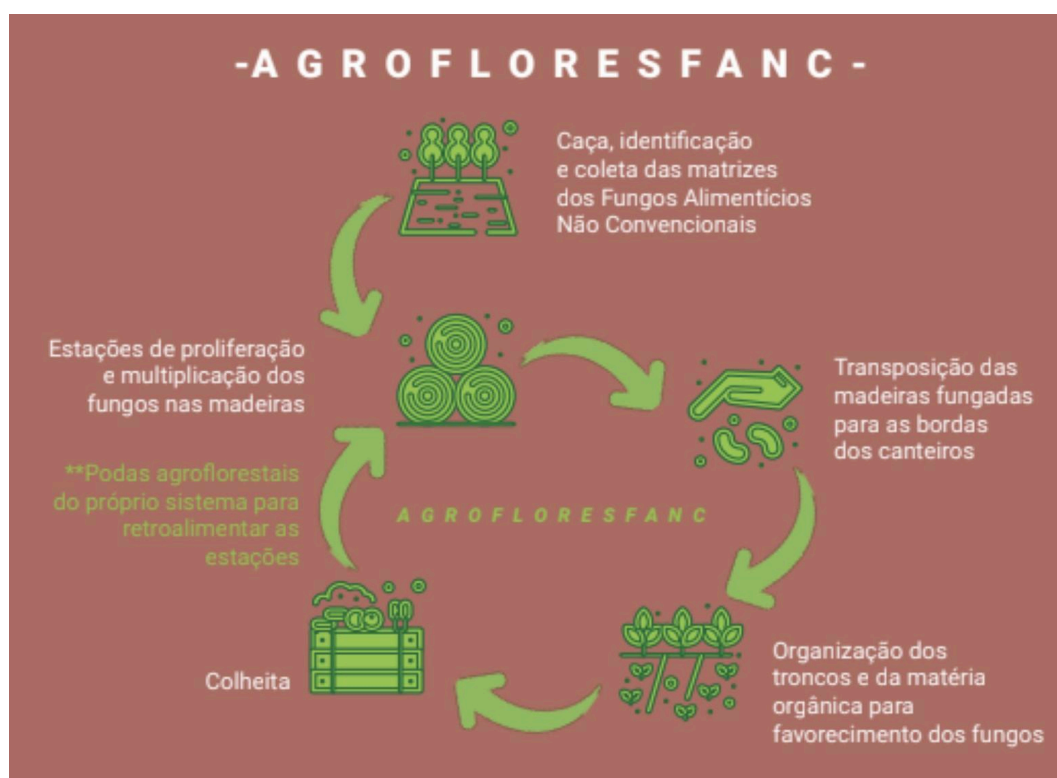 -AGROFLORESFANC-
Caça, identificação
e coleta das matrizes
dos Fungos Alimentícios
Não Convencionais
Estações de proliferação
e multiplicação dos
fungos nas madeiras
Transposição das
madeiras fungadas
para as bordas
dos canteiros
**Podas agroflorestais
do próprio sistema para
retroalimentar as
estações
AGROFLORESFANC
Organização dos
troncos e da matéria
orgânica para
favorecimento dos fungos
Colheita